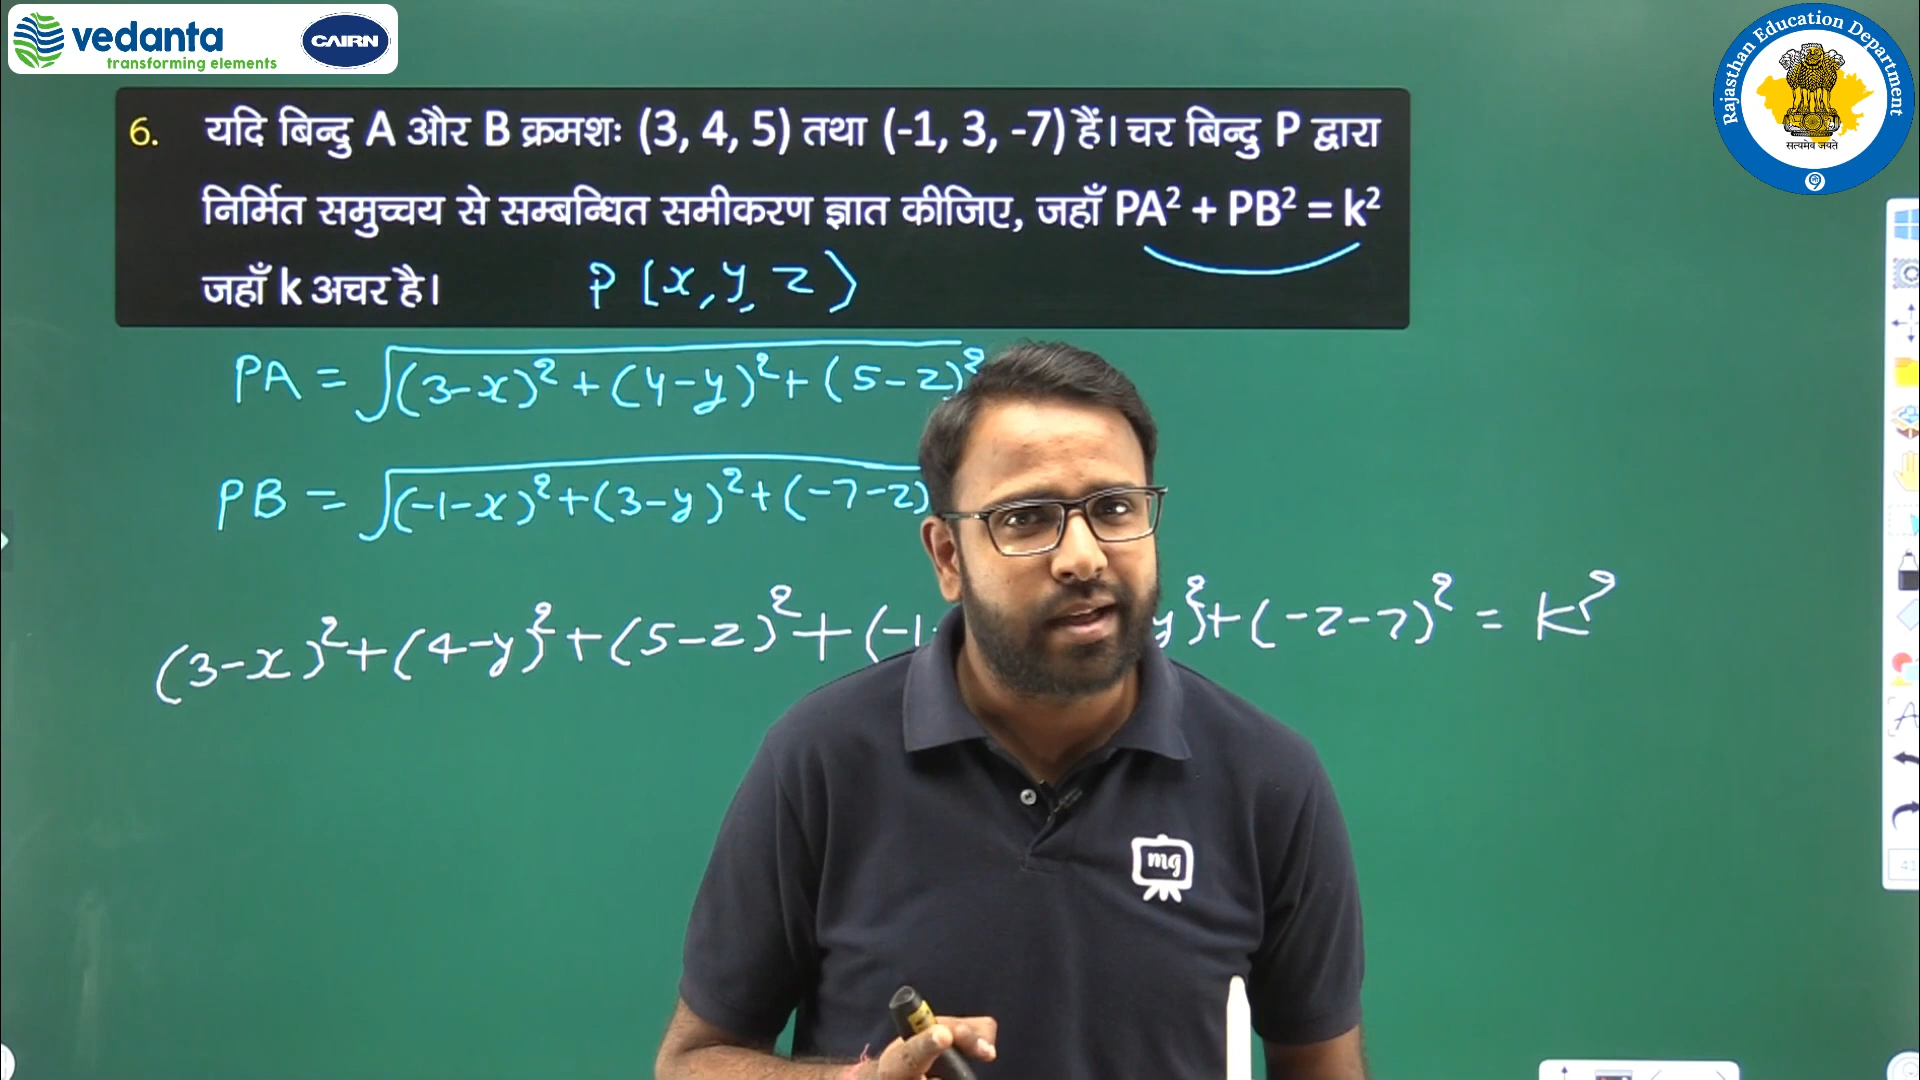 vedanta
transforming elements
CAIRN
Rajasthan Education Department
सत्यमेव जयते
6. यदि बिन्दु A और B क्रमशः (3, 4, 5) तथा (-1, 3, -7) हैं। चर बिन्दु P द्वारा
निर्मित समुच्चय से सम्बन्धित समीकरण ज्ञात कीजिए, जहाँ PA² + PB² = k²
जहाँ k अचर है।
P (x, y, z)
PA = √(3-x)² + (4-y)² + (5-z)²
PB = √(-1-x)² + (3-y)² + (-7-z)
(3-x)² + (4-y)² + (5-z)² + (-1- y)² + (-z-7)² = k²
mg